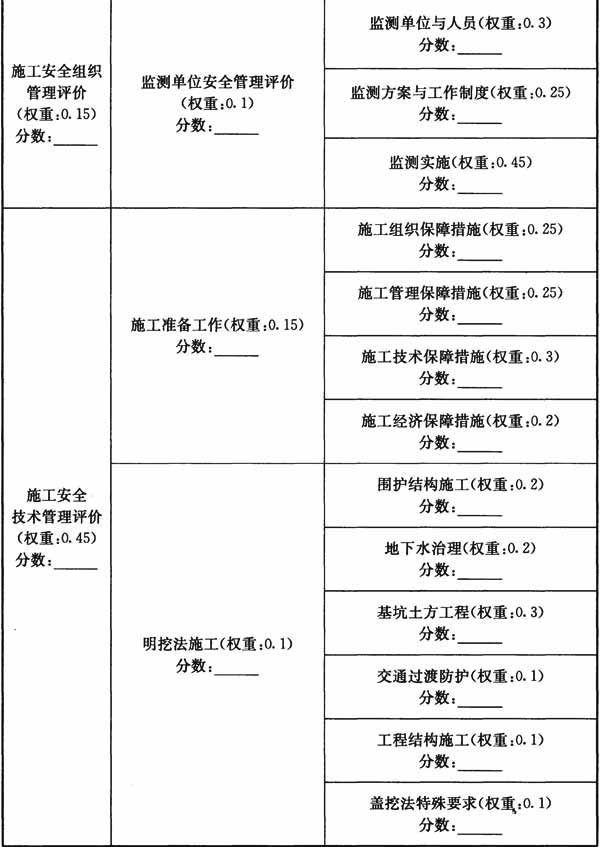 施工安全组织
管理评价
(权重:0.15)
分数:______
监测单位安全管理评价
(权重:0.1)
分数:______
监测单位与人员(权重:0.3)
分数:______
监测方案与工作制度(权重:0.25)
分数:______
监测实施(权重:0.45)
分数:______
施工安全
技术管理评价
(权重:0.45)
分数:______
施工准备工作(权重:0.15)
分数:______
施工组织保障措施(权重:0.25)
分数:______
施工管理保障措施(权重:0.25)
分数:______
施工技术保障措施(权重:0.3)
分数:______
施工经济保障措施(权重:0.2)
分数:______
明挖法施工(权重:0.1)
分数:______
围护结构施工(权重:0.2)
分数:______
地下水治理(权重:0.2)
分数:______
基坑土方工程(权重:0.3)
分数:______
交通过渡防护(权重:0.1)
分数:______
工程结构施工(权重:0.1)
分数:______
盖挖法特殊要求(权重:0.1)
分数:______